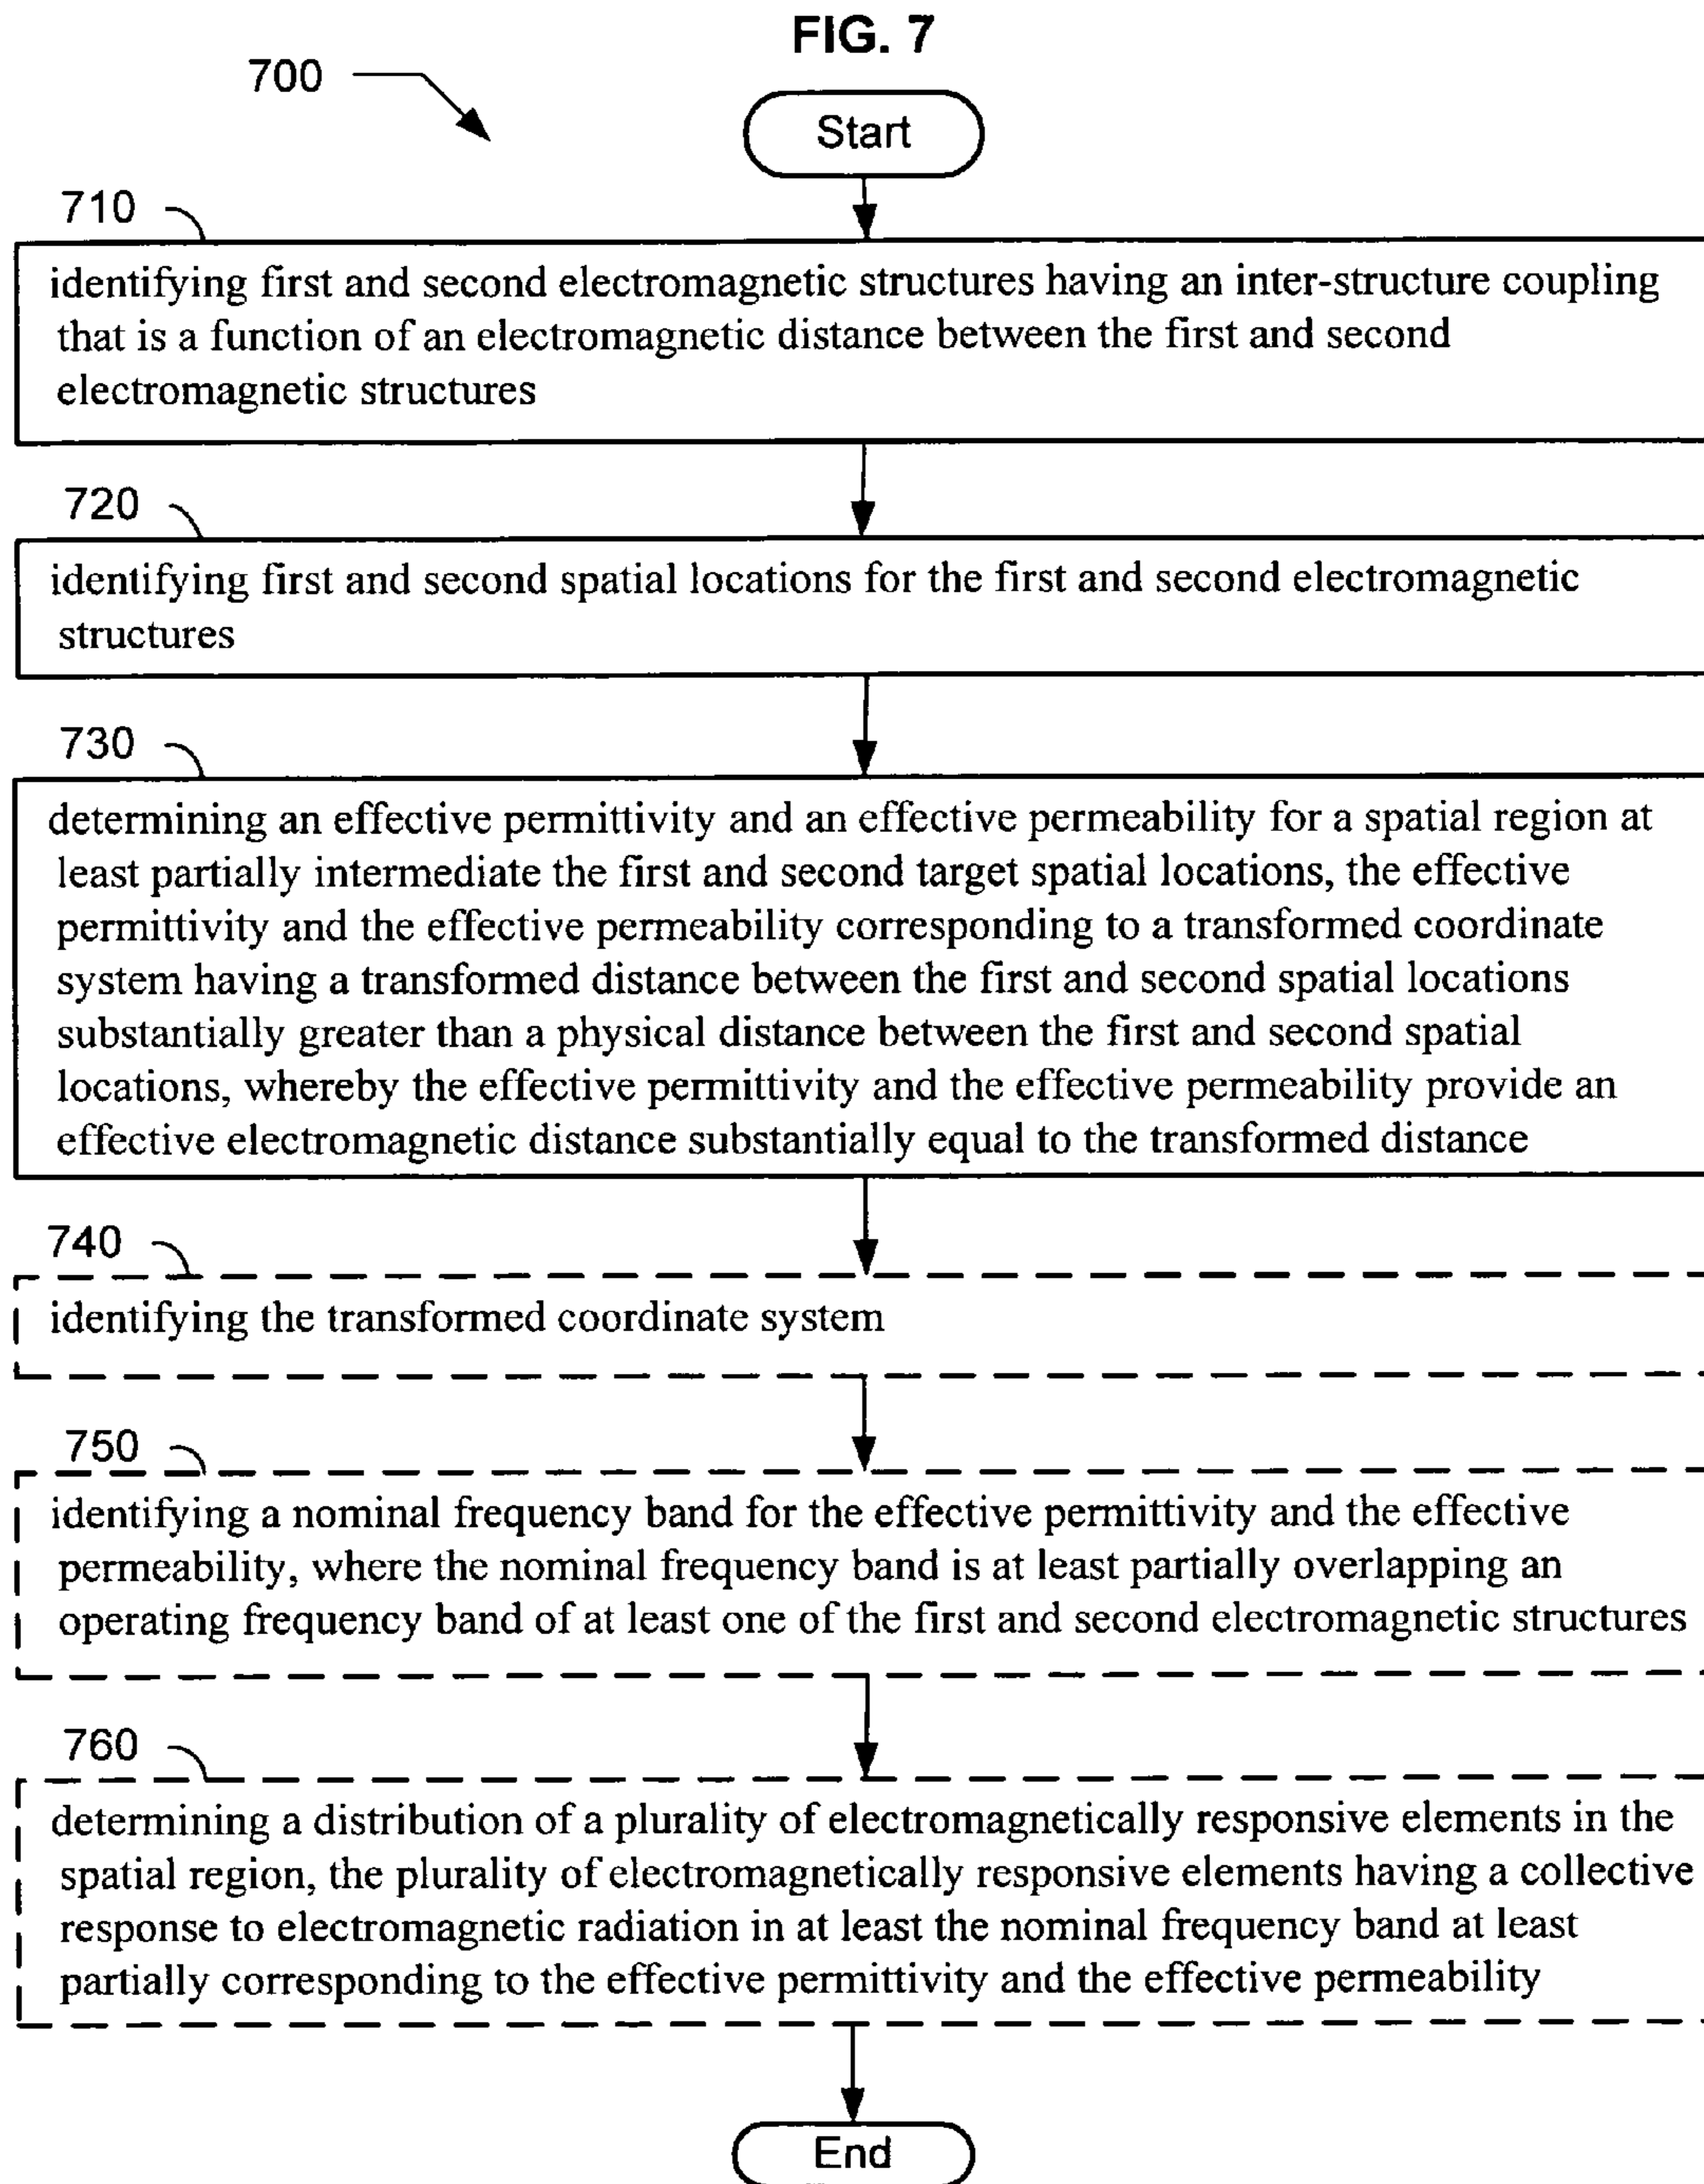 FIG. 7
700
Start
710
identifying first and second electromagnetic structures having an inter-structure coupling
that is a function of an electromagnetic distance between the first and second
electromagnetic structures
720
identifying first and second spatial locations for the first and second electromagnetic
structures
730
determining an effective permittivity and an effective permeability for a spatial region at
least partially intermediate the first and second target spatial locations, the effective
permittivity and the effective permeability corresponding to a transformed coordinate
system having a transformed distance between the first and second spatial locations
substantially greater than a physical distance between the first and second spatial
locations, whereby the effective permittivity and the effective permeability provide an
effective electromagnetic distance substantially equal to the transformed distance
740
identifying the transformed coordinate system
750
identifying a nominal frequency band for the effective permittivity and the effective
permeability, where the nominal frequency band is at least partially overlapping an
operating frequency band of at least one of the first and second electromagnetic structures
760
determining a distribution of a plurality of electromagnetically responsive elements in the
spatial region, the plurality of electromagnetically responsive elements having a collective
response to electromagnetic radiation in at least the nominal frequency band at least
partially corresponding to the effective permittivity and the effective permeability
End